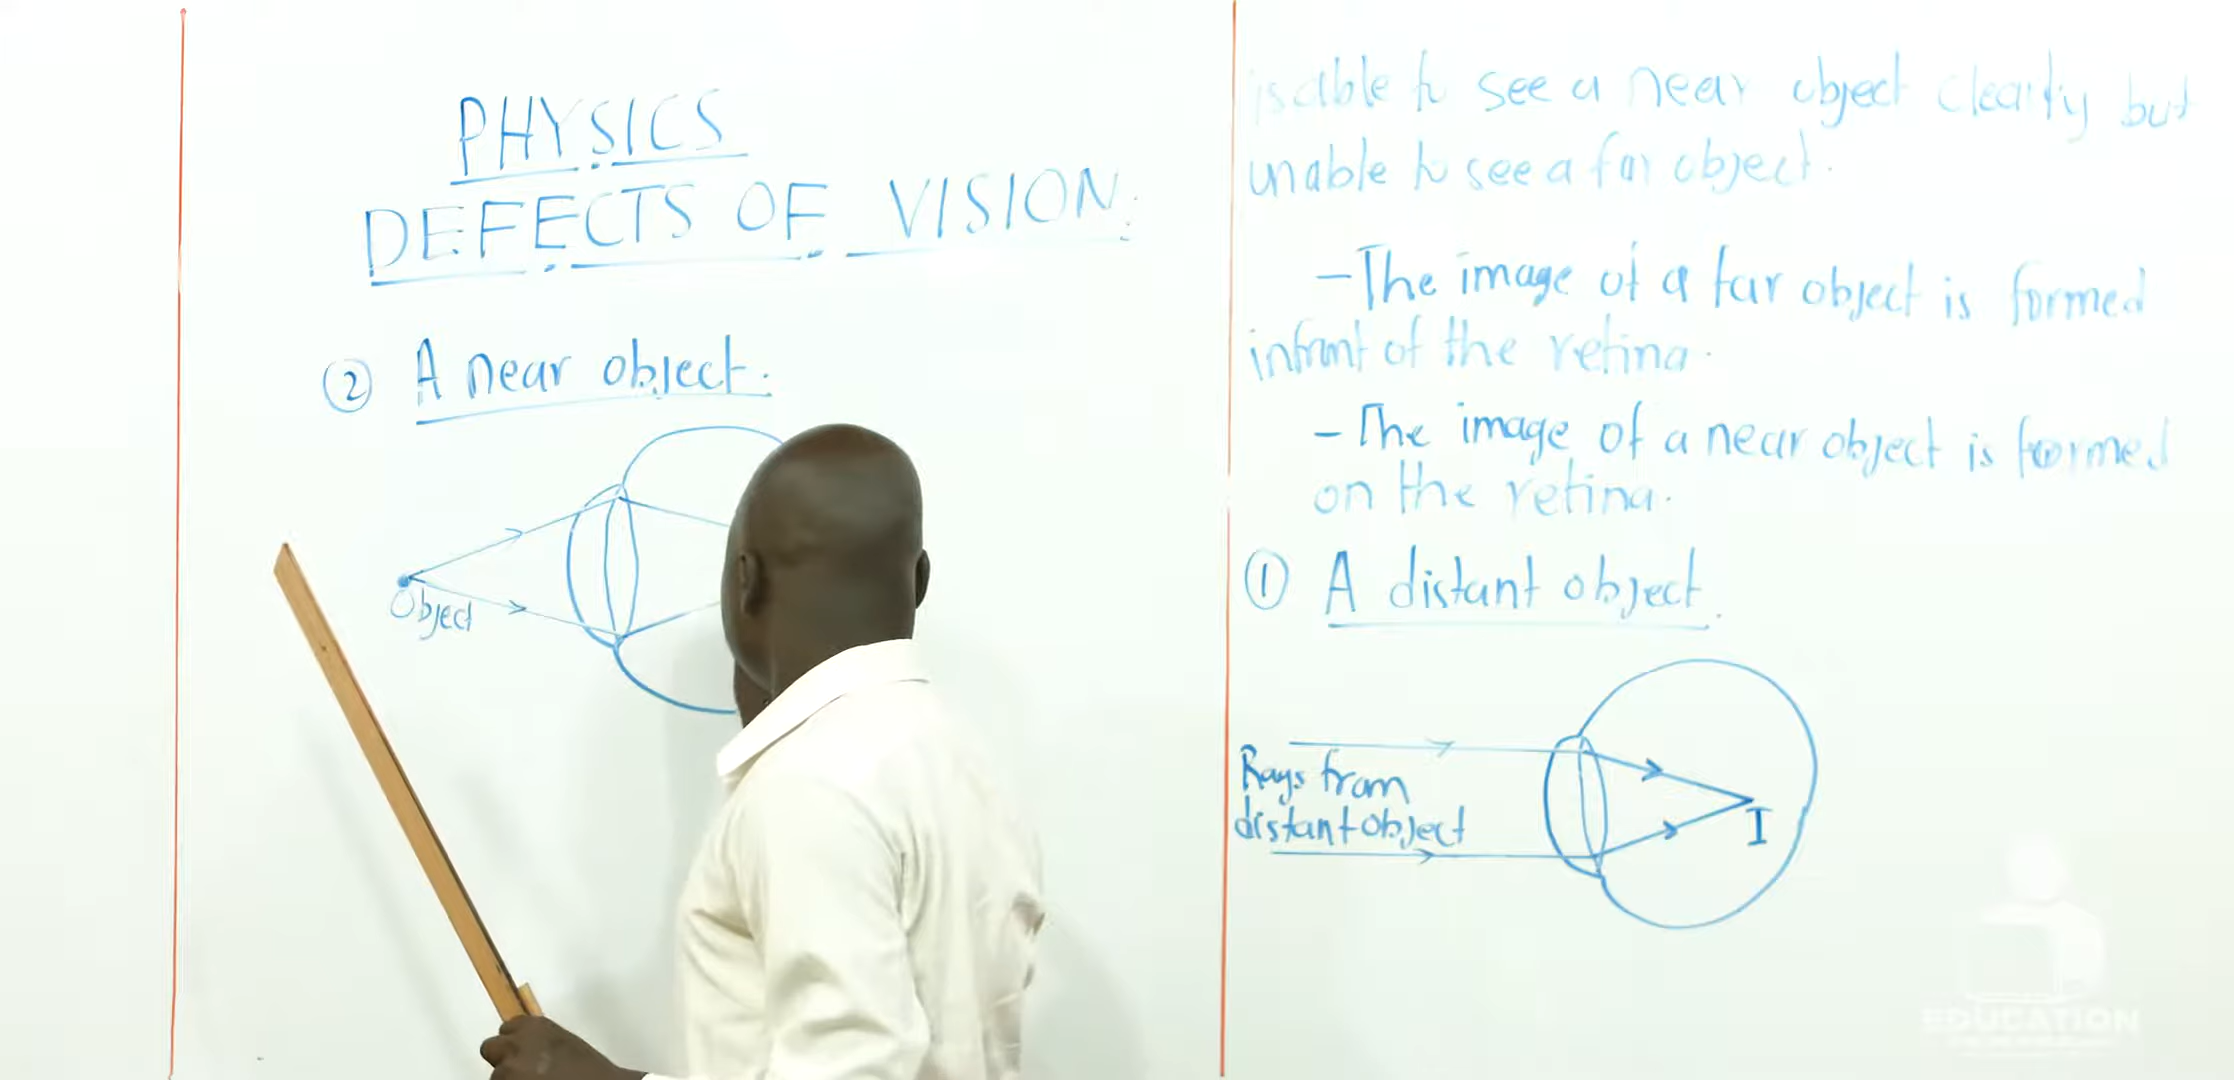 PHYSICS
DEFECTS OF VISION.
② A near object.
Object
is able to see a near object clearly but
unable to see a far object.
- The image of a far object is formed
infront of the retina.
- The image of a near object is formed
on the retina.
① A distant object.
Rays from
distant object
I
EDUCATION